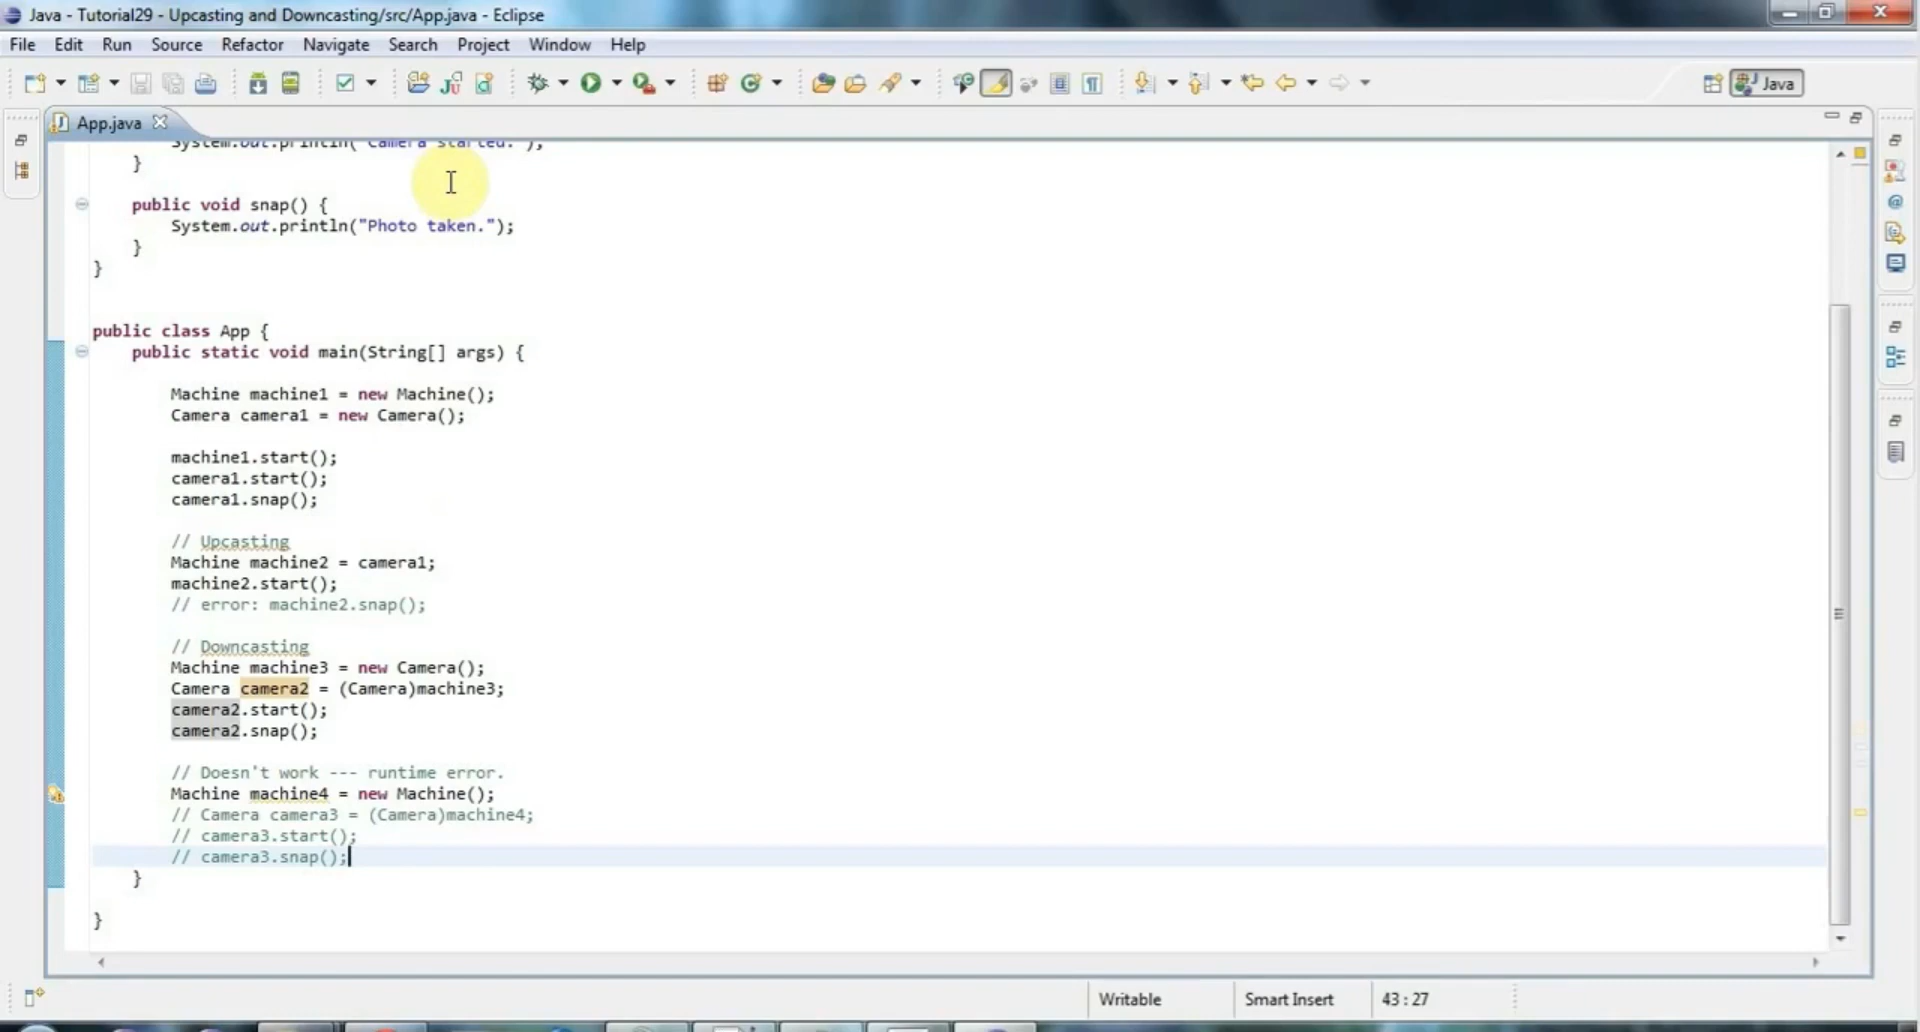 Java - Tutorial29 - Upcasting and Downcasting/src/App.java - Eclipse
File Edit Run Source Refactor Navigate Search Project Window Help
Java
App.java
System.out.println("Camera started.");
}
public void snap() {
System.out.println("Photo taken.");
}
}
public class App {
public static void main(String[] args) {
Machine machine1 = new Machine();
Camera camera1 = new Camera();
machine1.start();
camera1.start();
camera1.snap();
// Upcasting
Machine machine2 = camera1;
machine2.start();
// error: machine2.snap();
// Downcasting
Machine machine3 = new Camera();
Camera camera2 = (Camera)machine3;
camera2.start();
camera2.snap();
// Doesn't work --- runtime error.
Machine machine4 = new Machine();
// Camera camera3 = (Camera)machine4;
// camera3.start();
// camera3.snap();
}
}
Writable Smart Insert 43 : 27